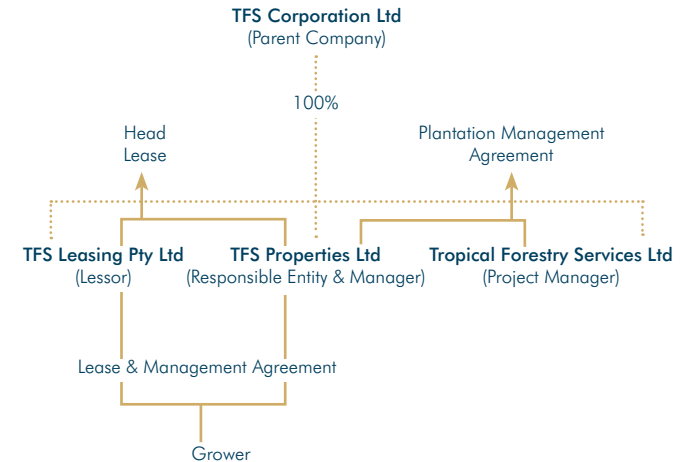 TFS Corporation Ltd
(Parent Company)
100%
Head
Lease
Plantation Management
Agreement
TFS Leasing Pty Ltd
(Lessor)
TFS Properties Ltd
(Responsible Entity & Manager)
Tropical Forestry Services Ltd
(Project Manager)
Lease & Management Agreement
Grower